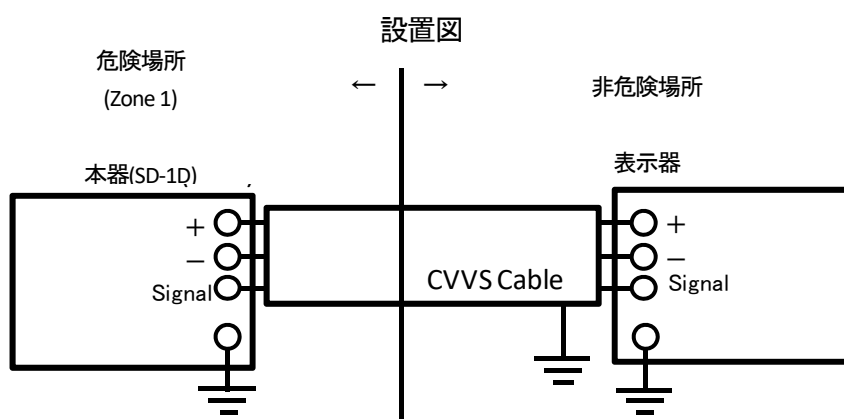 設置図
危険場所
(Zone 1)
← →
非危険場所
本器(SD-1D)
表示器
+
−
Signal
CVVS Cable
+
−
Signal